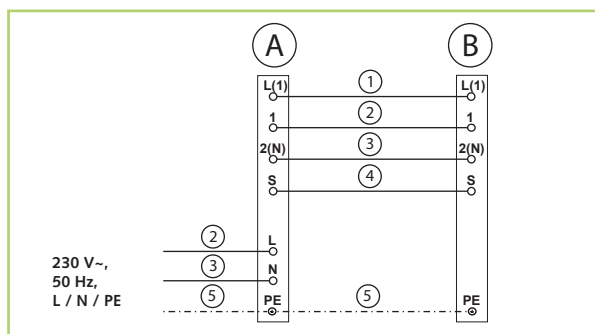 A B
L(1) 1 L(1)
1 2 1
2(N) 3 2(N)
S 4 S
2 L
230 V~,
50 Hz,
L / N / PE
3 N
5 PE 5 PE